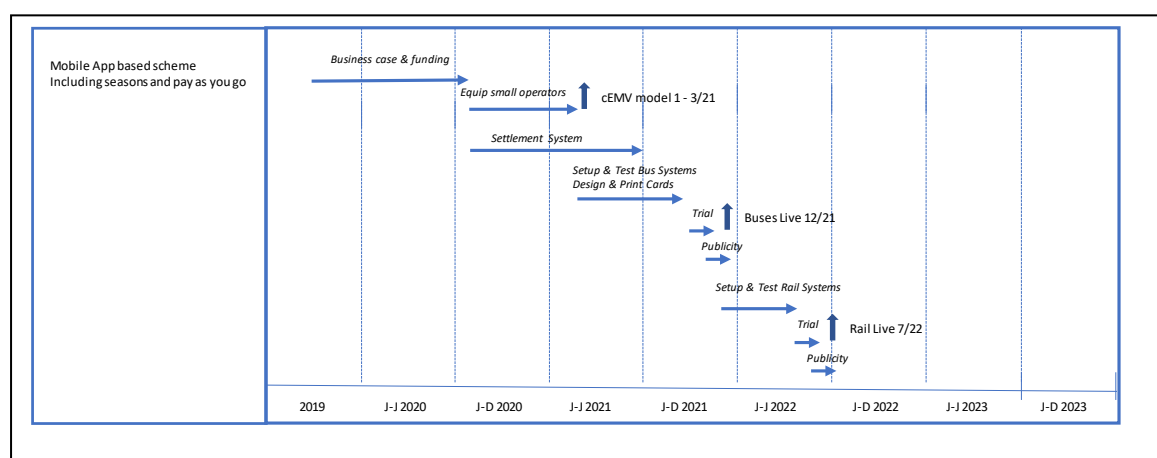 Mobile App based scheme
Including seasons and pay as you go
Business case & funding
Equip small operators
cEMV model 1 - 3/21
Settlement System
Setup & Test Bus Systems
Design & Print Cards
Trial
Buses Live 12/21
Publicity
Setup & Test Rail Systems
Trial
Rail Live 7/22
Publicity
2019 J-J 2020 J-D 2020 J-J 2021 J-D 2021 J-J 2022 J-D 2022 J-J 2023 J-D 2023